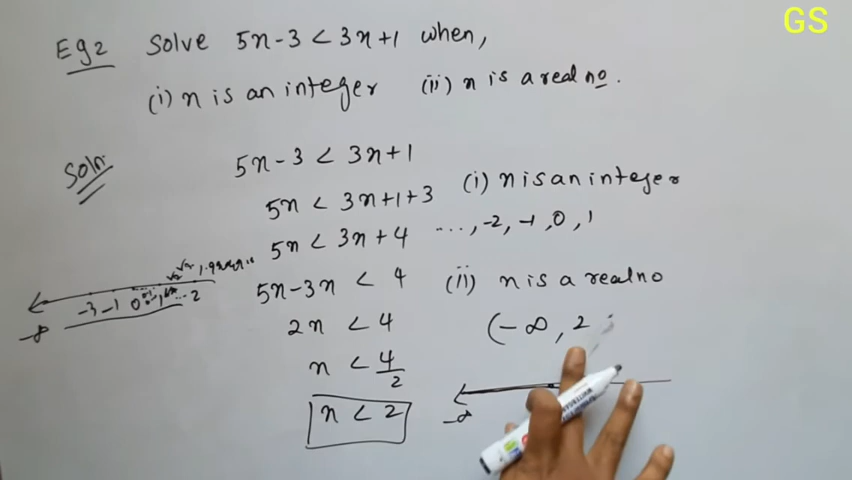 GS
Eg2 Solve 5x-3 < 3x+1 when,
(i) x is an integer (ii) x is a real no.
Soln
5x-3 < 3x+1
5x < 3x+1+3
5x < 3x+4
5x-3x < 4
2x < 4
x < 4/2
x < 2
(i) x is an integer
..., -2, -1, 0, 1
(ii) x is a real no
(-∞, 2
-∞
-3 -1 0 1 2
-∞